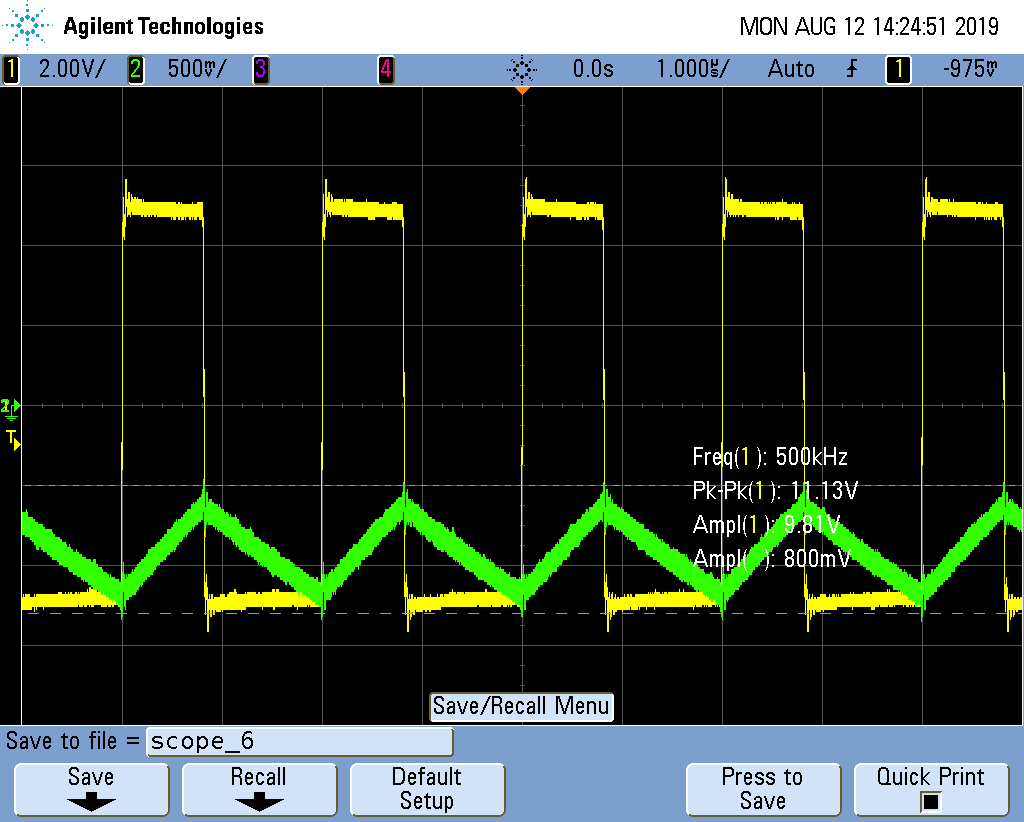 Agilent Technologies MON AUG 12 14:24:51 2019
1 2.00V/ 2 500mV/ 3 4 0.0s 1.000us/ Auto 1 -975mV
2
T
Freq(1): 500kHz
Pk-Pk(1): 11.13V
Ampl(1): 9.81V
Ampl( ): 800mV
Save/Recall Menu
Save to file = scope_6
Save Recall Default Setup Press to Save Quick Print